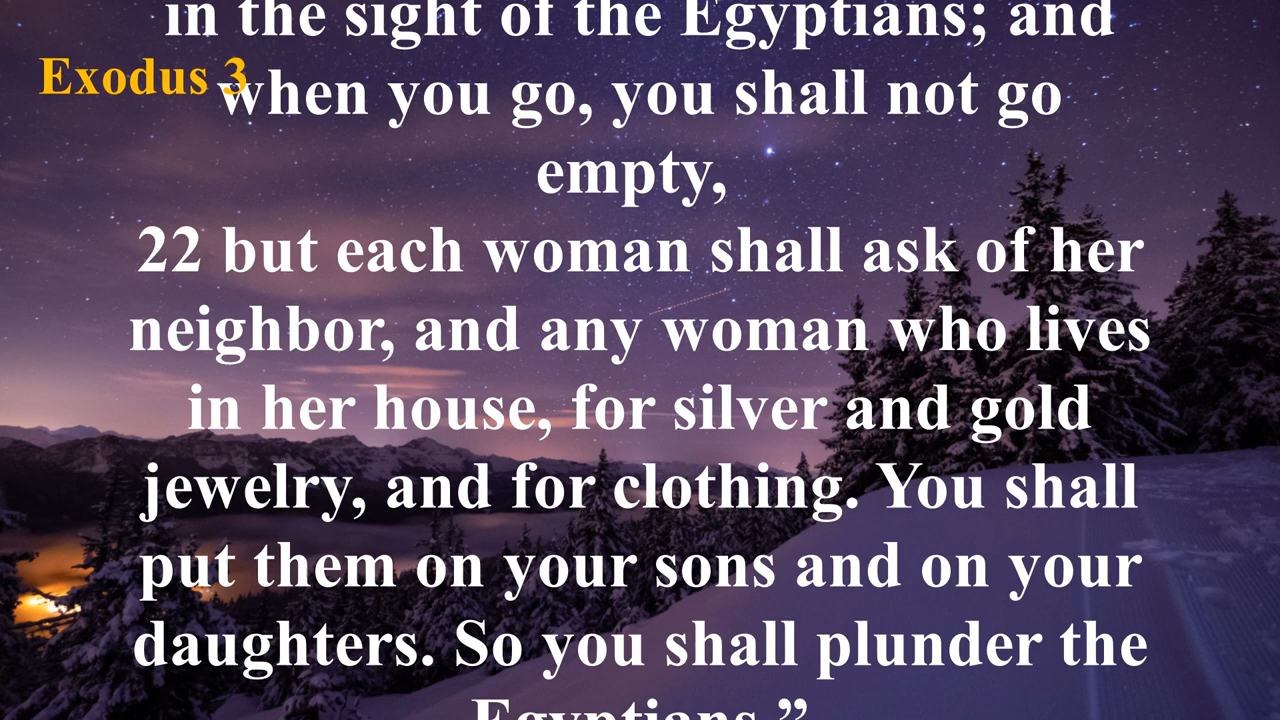 in the sight of the Egyptians; and
Exodus 3
when you go, you shall not go
empty,
22 but each woman shall ask of her
neighbor, and any woman who lives
in her house, for silver and gold
jewelry, and for clothing. You shall
put them on your sons and on your
daughters. So you shall plunder the
Egyptians.”